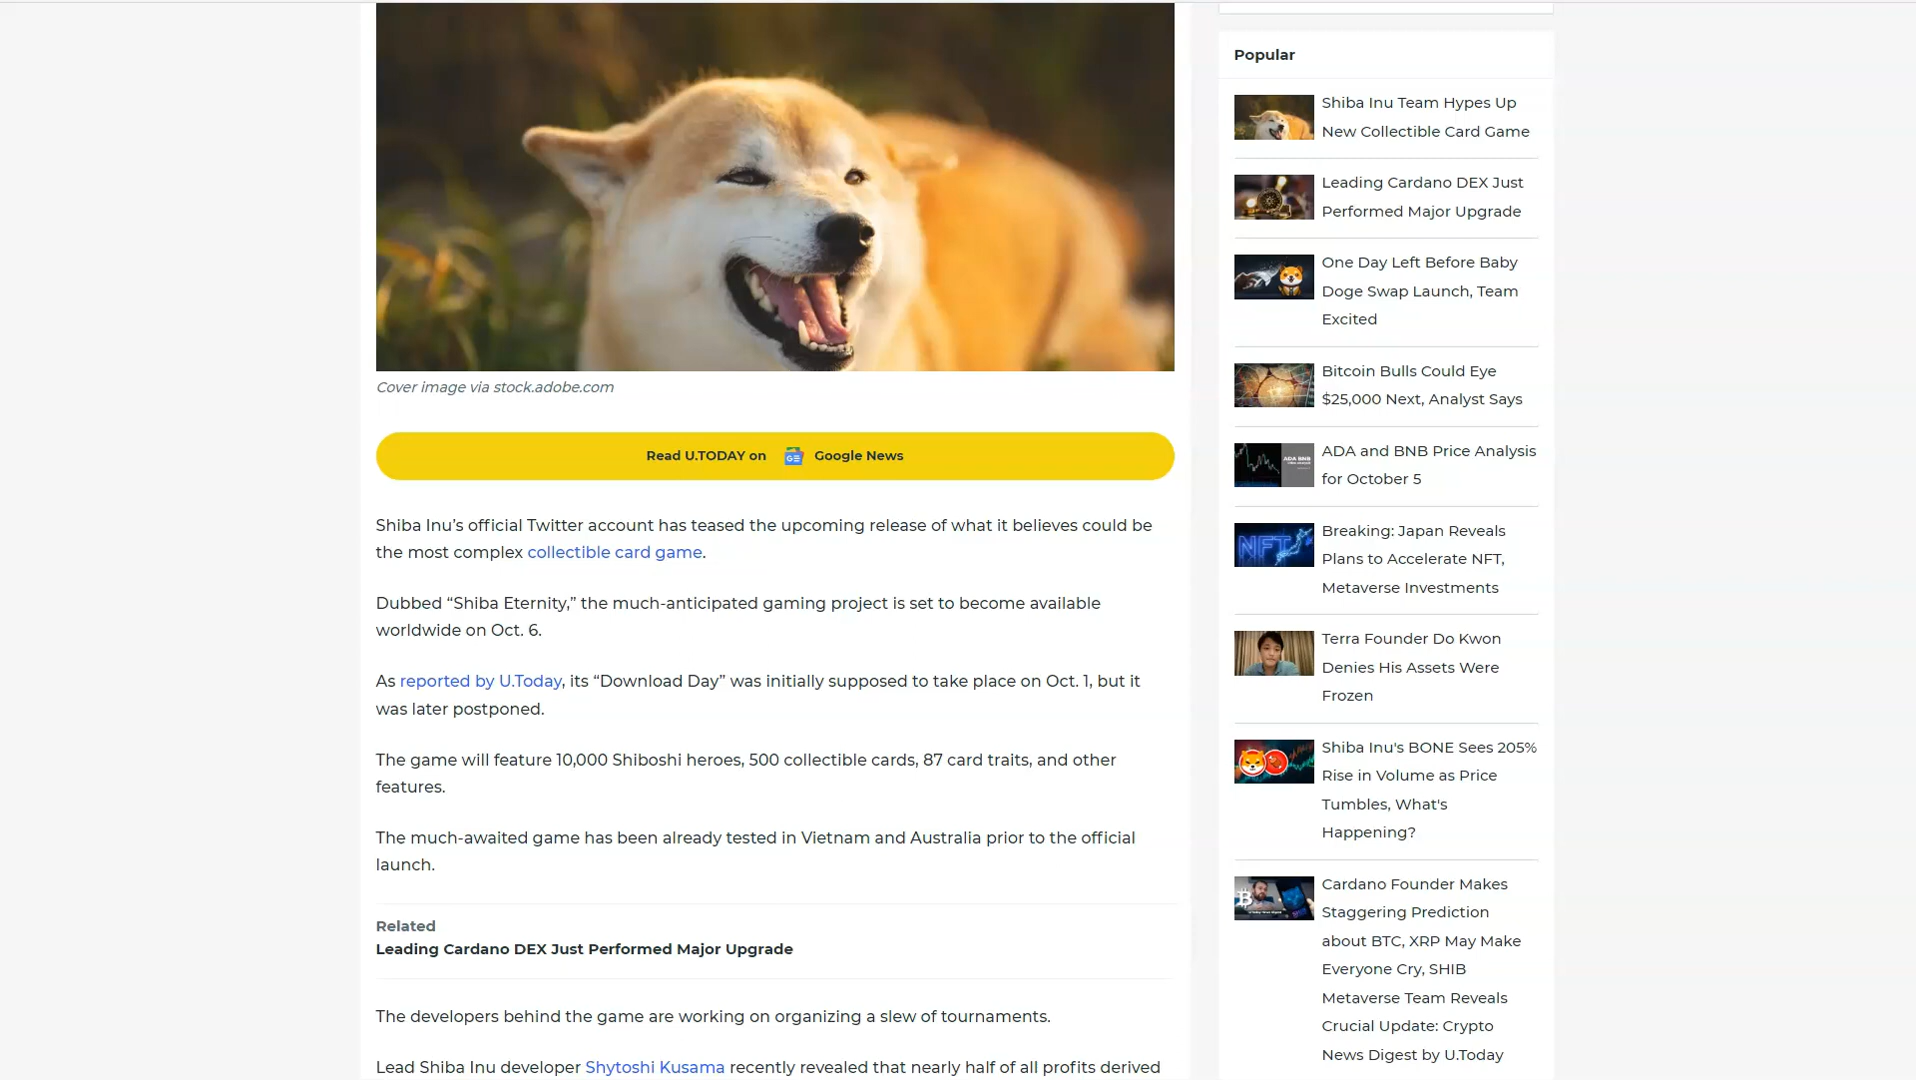 Cover image via stock.adobe.com
Read U.TODAY on Google News
Shiba Inu’s official Twitter account has teased the upcoming release of what it believes could be
the most complex collectible card game.
Dubbed “Shiba Eternity,” the much-anticipated gaming project is set to become available
worldwide on Oct. 6.
As reported by U.Today, its “Download Day” was initially supposed to take place on Oct. 1, but it
was later postponed.
The game will feature 10,000 Shiboshi heroes, 500 collectible cards, 87 card traits, and other
features.
The much-awaited game has been already tested in Vietnam and Australia prior to the official
launch.
Related
Leading Cardano DEX Just Performed Major Upgrade
The developers behind the game are working on organizing a slew of tournaments.
Lead Shiba Inu developer Shytoshi Kusama recently revealed that nearly half of all profits derived
Popular
Shiba Inu Team Hypes Up
New Collectible Card Game
Leading Cardano DEX Just
Performed Major Upgrade
One Day Left Before Baby
Doge Swap Launch, Team
Excited
Bitcoin Bulls Could Eye
$25,000 Next, Analyst Says
ADA BNB
ADA and BNB Price Analysis
for October 5
NFT
Breaking: Japan Reveals
Plans to Accelerate NFT,
Metaverse Investments
Terra Founder Do Kwon
Denies His Assets Were
Frozen
Shiba Inu's BONE Sees 205%
Rise in Volume as Price
Tumbles, What's
Happening?
Cardano Founder Makes
Staggering Prediction
about BTC, XRP May Make
Everyone Cry, SHIB
Metaverse Team Reveals
Crucial Update: Crypto
News Digest by U.Today